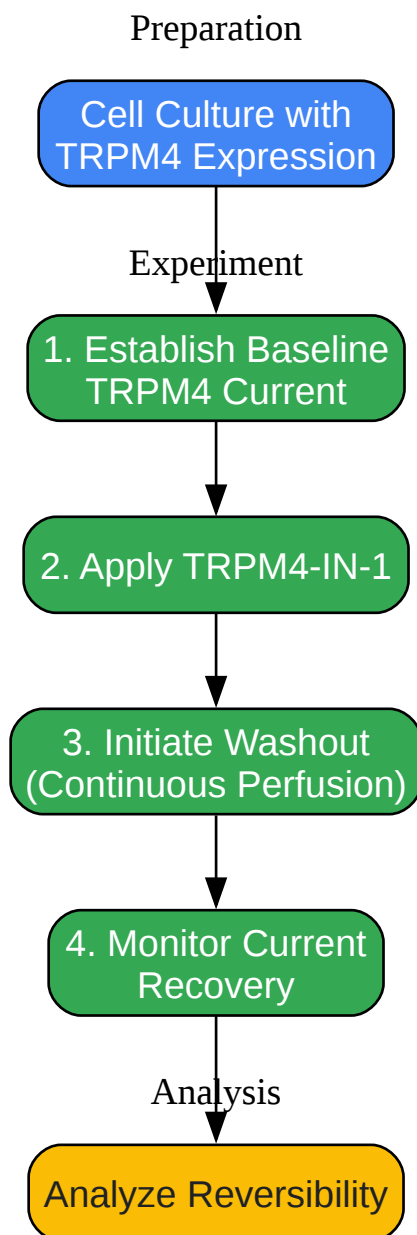 Preparation
Cell Culture with
TRPM4 Expression
Experiment
1. Establish Baseline
TRPM4 Current
2. Apply TRPM4-IN-1
3. Initiate Washout
(Continuous Perfusion)
4. Monitor Current
Recovery
Analysis
Analyze Reversibility